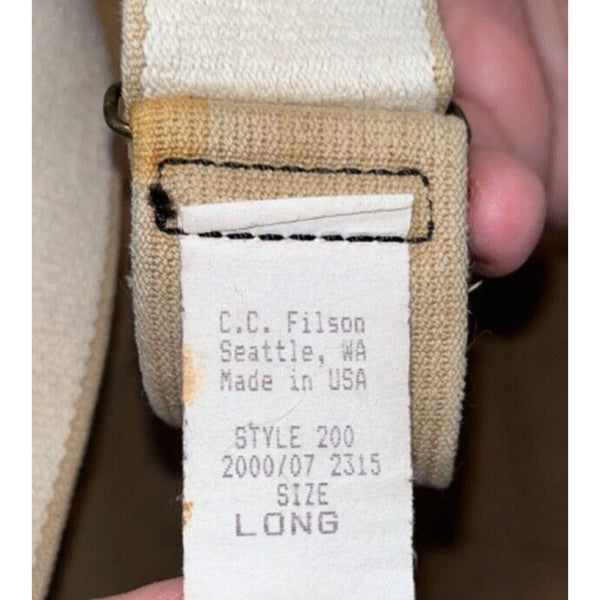 C.C. Filson
Seattle, WA
Made in USA
STYLE 200
2000/07 2315
SIZE
LONG